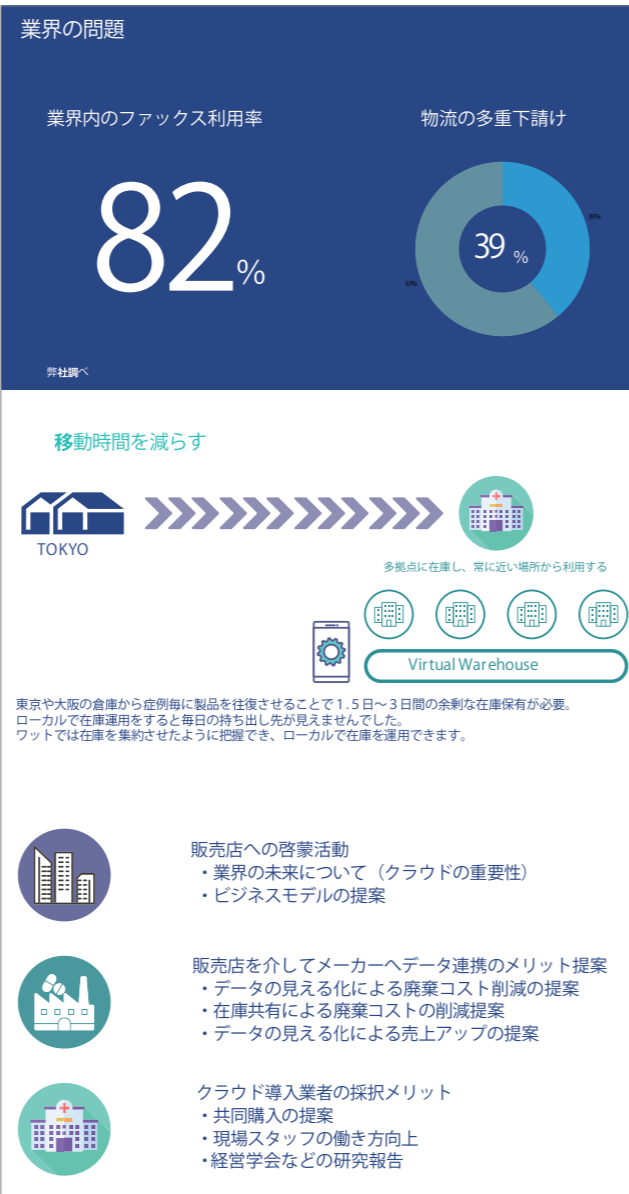 業界の問題
業界内のファックス利用率
物流の多重下請け
82%
39 %
39%
61%
弊社調べ
移動時間を減らす
TOKYO
多拠点に在庫し、常に近い場所から利用する
Virtual Warehouse
東京や大阪の倉庫から症例毎に製品を往復させることで１.５日〜３日間の余剰な在庫保有が必要。
ローカルで在庫運用をすると毎日の持ち出し先が見えませんでした。
ワットでは在庫を集約させたように把握でき、ローカルで在庫を運用できます。
販売店への啓蒙活動
・業界の未来について（クラウドの重要性）
・ビジネスモデルの提案
販売店を介してメーカーへデータ連携のメリット提案
・データの見える化による廃棄コスト削減の提案
・在庫共有による廃棄コストの削減提案
・データの見える化による売上アップの提案
クラウド導入業者の採択メリット
・共同購入の提案
・現場スタッフの働き方向上
・経営学会などの研究報告